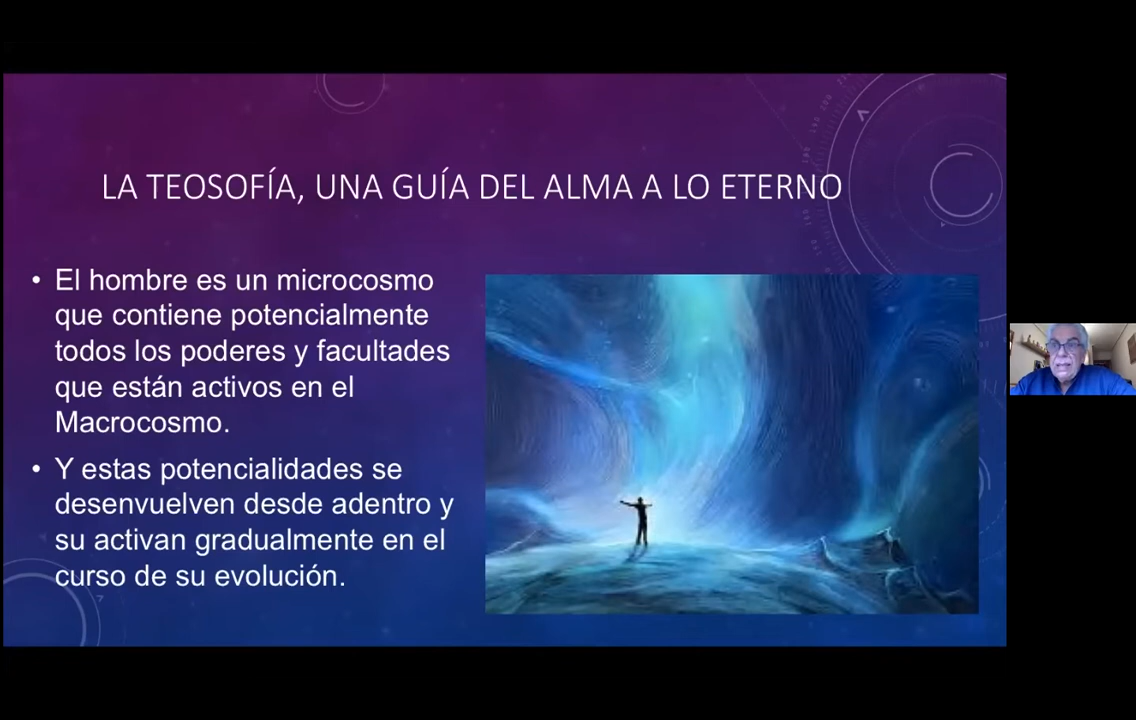 LA TEOSOFÍA, UNA GUÍA DEL ALMA A LO ETERNO
• El hombre es un microcosmo
que contiene potencialmente
todos los poderes y facultades
que están activos en el
Macrocosmo.
• Y estas potencialidades se
desenvuelven desde adentro y
su activan gradualmente en el
curso de su evolución.